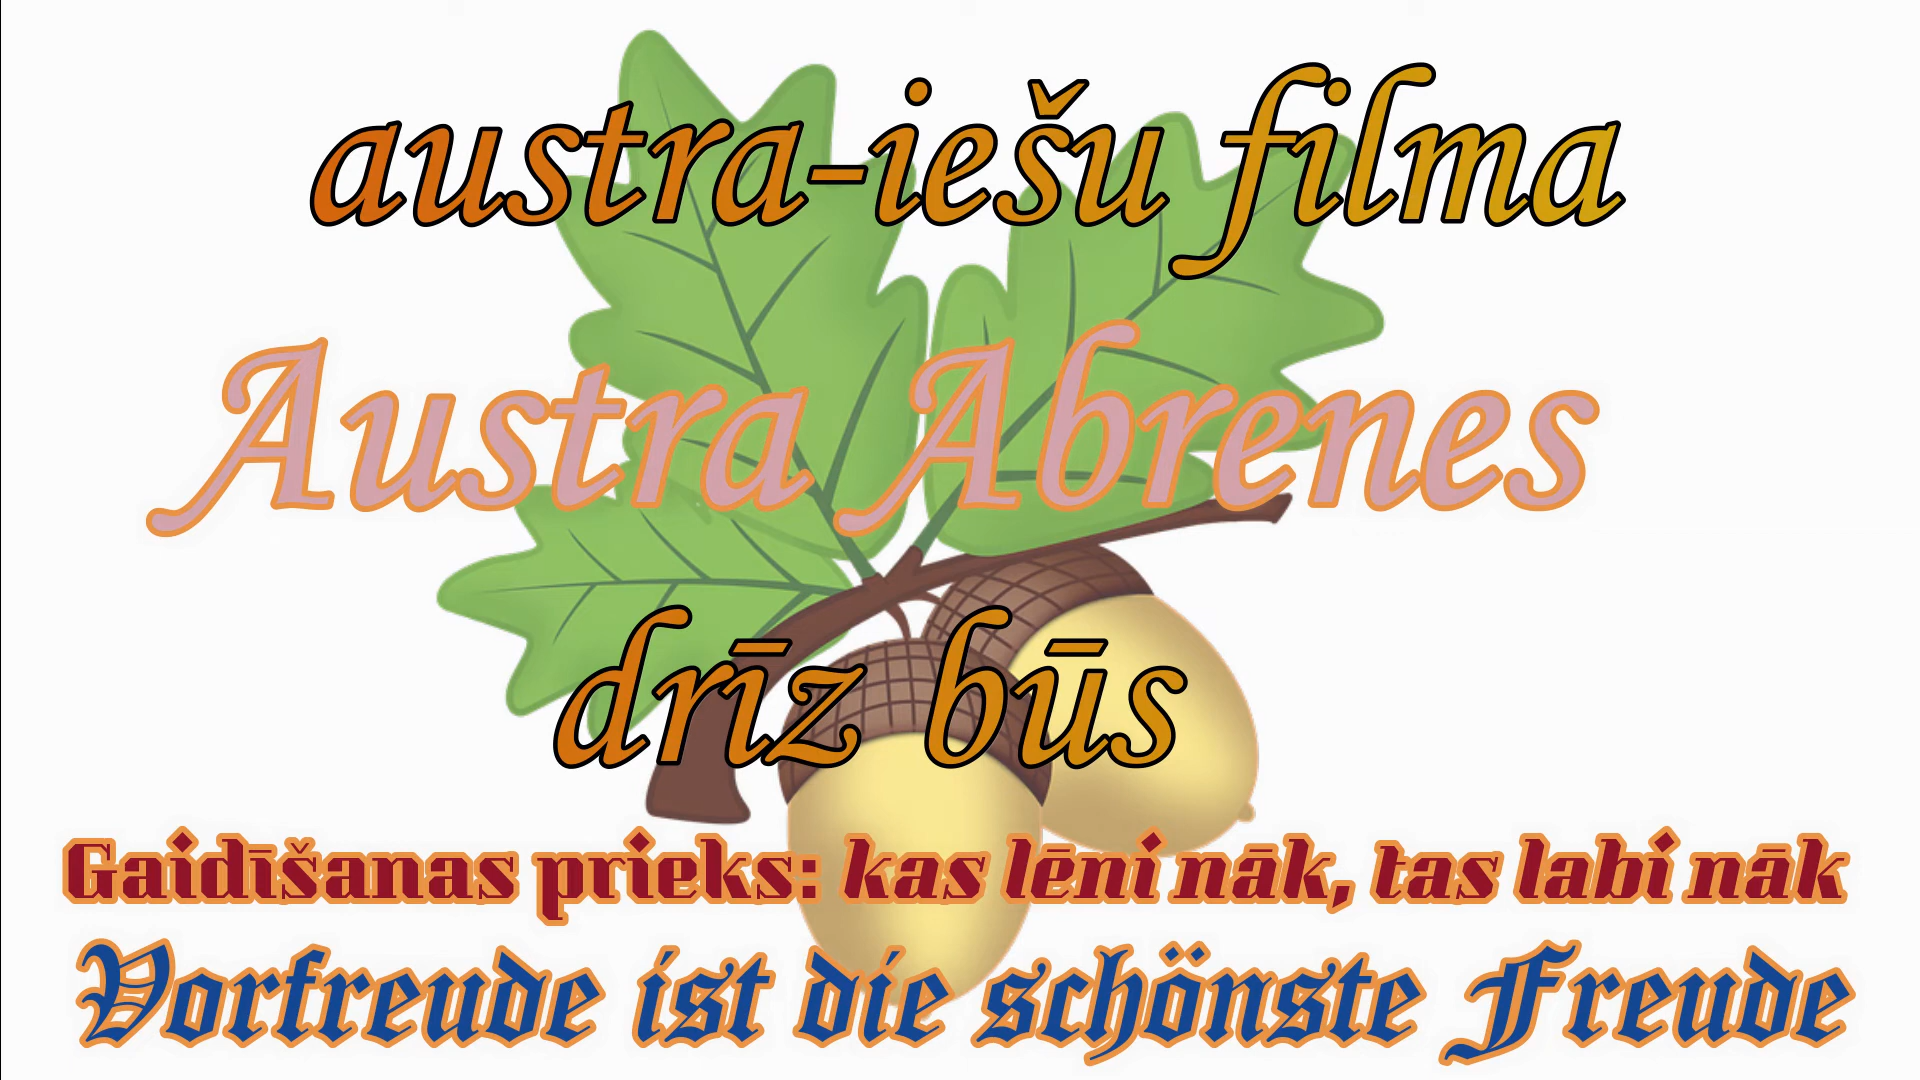 austra-iešu filma
Austra Abrenes
drīz būs
Gaidīšanas prieks: kas lēni nāk, tas labi nāk
Vorfreude ist die schönste Freude